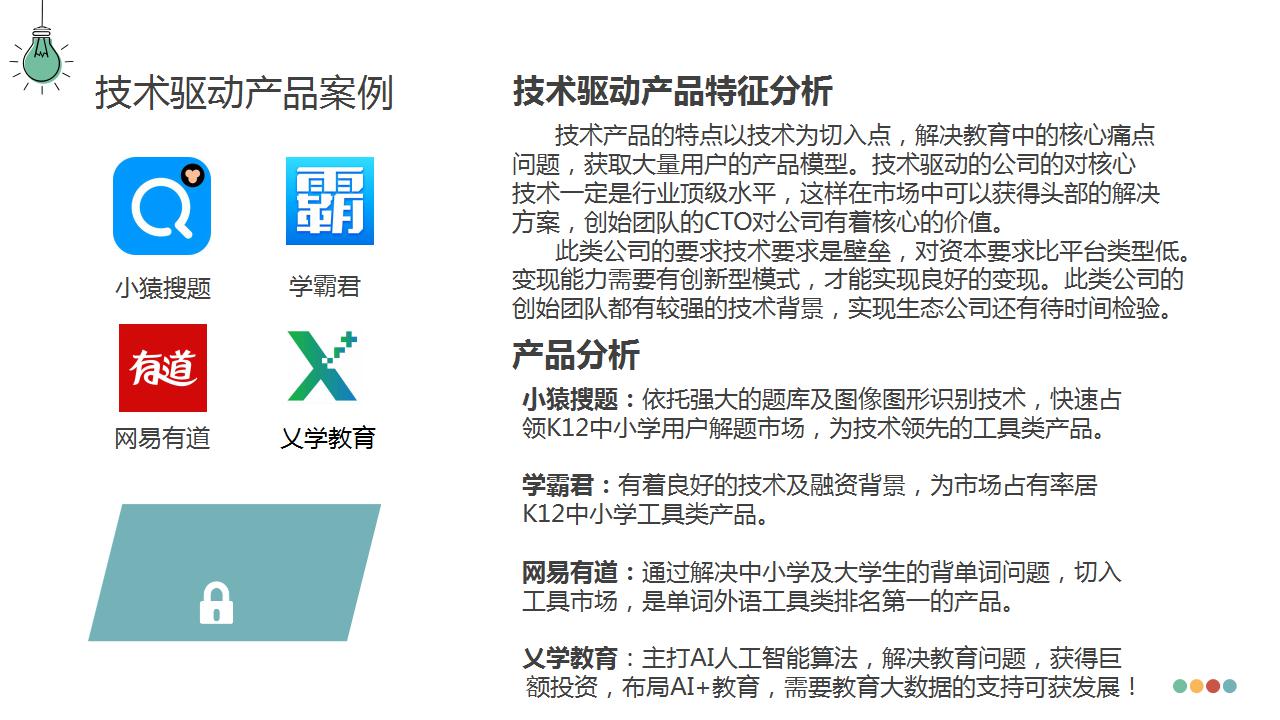 技术驱动产品案例
霸
小猿搜题
学霸君
有道
X
网易有道
乂学教育
技术驱动产品特征分析
技术产品的特点以技术为切入点，解决教育中的核心痛点
问题，获取大量用户的产品模型。技术驱动的公司的对核心
技术一定是行业顶级水平，这样在市场中可以获得头部的解决
方案，创始团队的CTO对公司有着核心的价值。
此类公司的要求技术要求是壁垒，对资本要求比平台类型低。
变现能力需要有创新型模式，才能实现良好的变现。此类公司的
创始团队都有较强的技术背景，实现生态公司还有待时间检验。
产品分析
小猿搜题：依托强大的题库及图像图形识别技术，快速占
领K12中小学用户解题市场，为技术领先的工具类产品。
学霸君：有着良好的技术及融资背景，为市场占有率居
K12中小学工具类产品。
网易有道：通过解决中小学及大学生的背单词问题，切入
工具市场，是单词外语工具类排名第一的产品。
乂学教育：主打AI人工智能算法，解决教育问题，获得巨
额投资，布局AI+教育，需要教育大数据的支持可获发展！